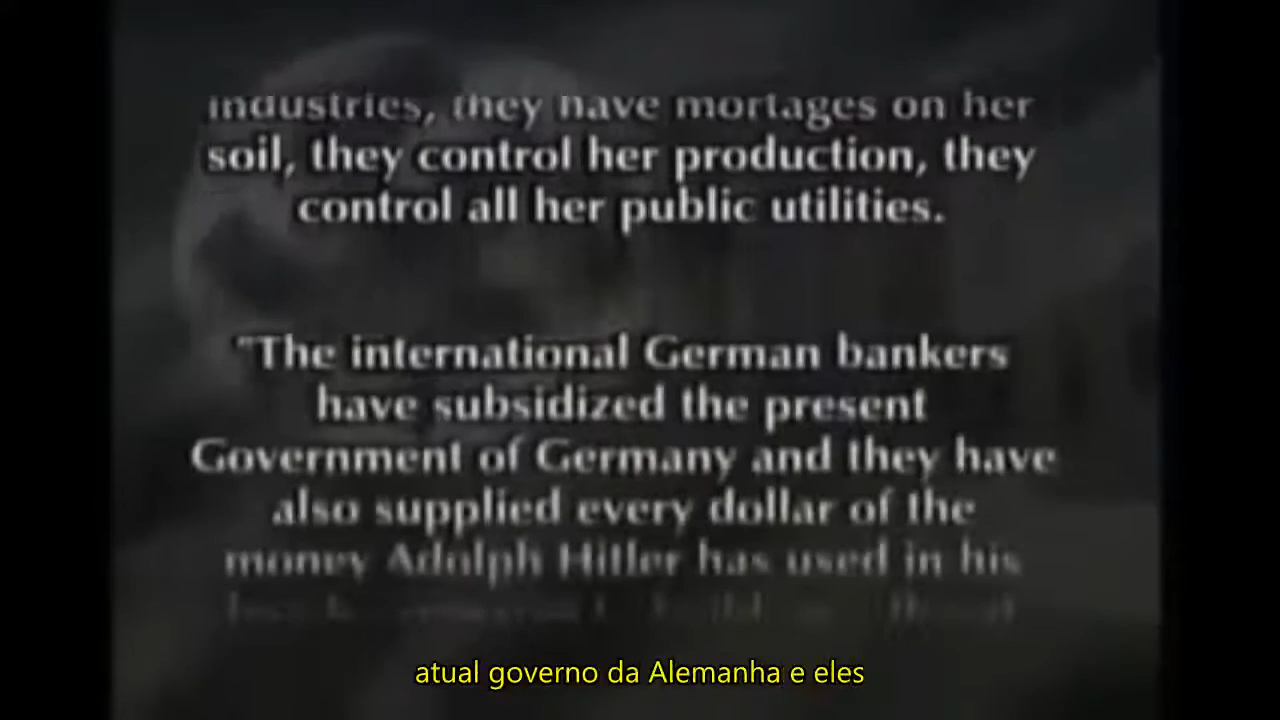 industries, they have mortages on her
soil, they control her production, they
control all her public utilities.
"The international German bankers
have subsidized the present
Government of Germany and they have
also supplied every dollar of the
money Adolph Hitler has used in his
atual governo da Alemanha e eles